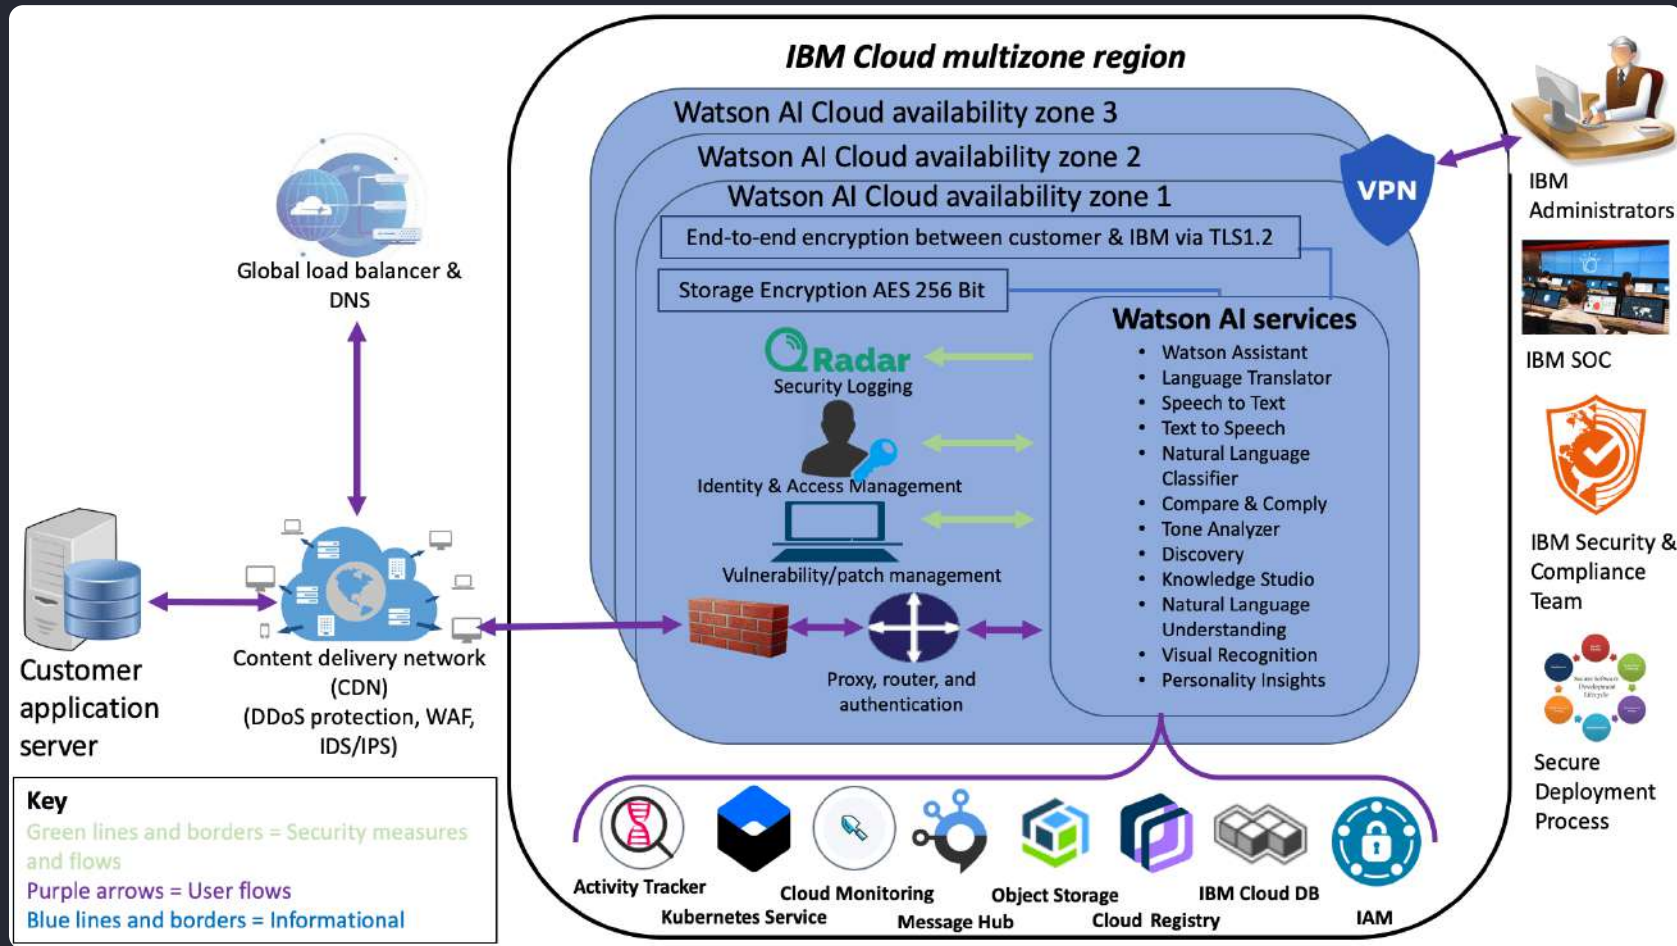 IBM Cloud multizone region
Watson AI Cloud availability zone 3
Watson AI Cloud availability zone 2
Watson AI Cloud availability zone 1
End-to-end encryption between customer & IBM via TLS1.2
Storage Encryption AES 256 Bit
VPN
IBM
Administrators
IBM SOC
IBM Security &
Compliance
Team
Secure Software
Development
Lifecycle
Secure
Deployment
Process
Global load balancer &
DNS
Customer
application
server
Content delivery network
(CDN)
(DDoS protection, WAF,
IDS/IPS)
QRadar
Security Logging
Identity & Access Management
Vulnerability/patch management
Proxy, router, and
authentication
Watson AI services
• Watson Assistant
• Language Translator
• Speech to Text
• Text to Speech
• Natural Language
Classifier
• Compare & Comply
• Tone Analyzer
• Discovery
• Knowledge Studio
• Natural Language
Understanding
• Visual Recognition
• Personality Insights
Activity Tracker
Kubernetes Service
Cloud Monitoring
Message Hub
Object Storage
Cloud Registry
IBM Cloud DB
IAM
Key
Green lines and borders = Security measures
and flows
Purple arrows = User flows
Blue lines and borders = Informational